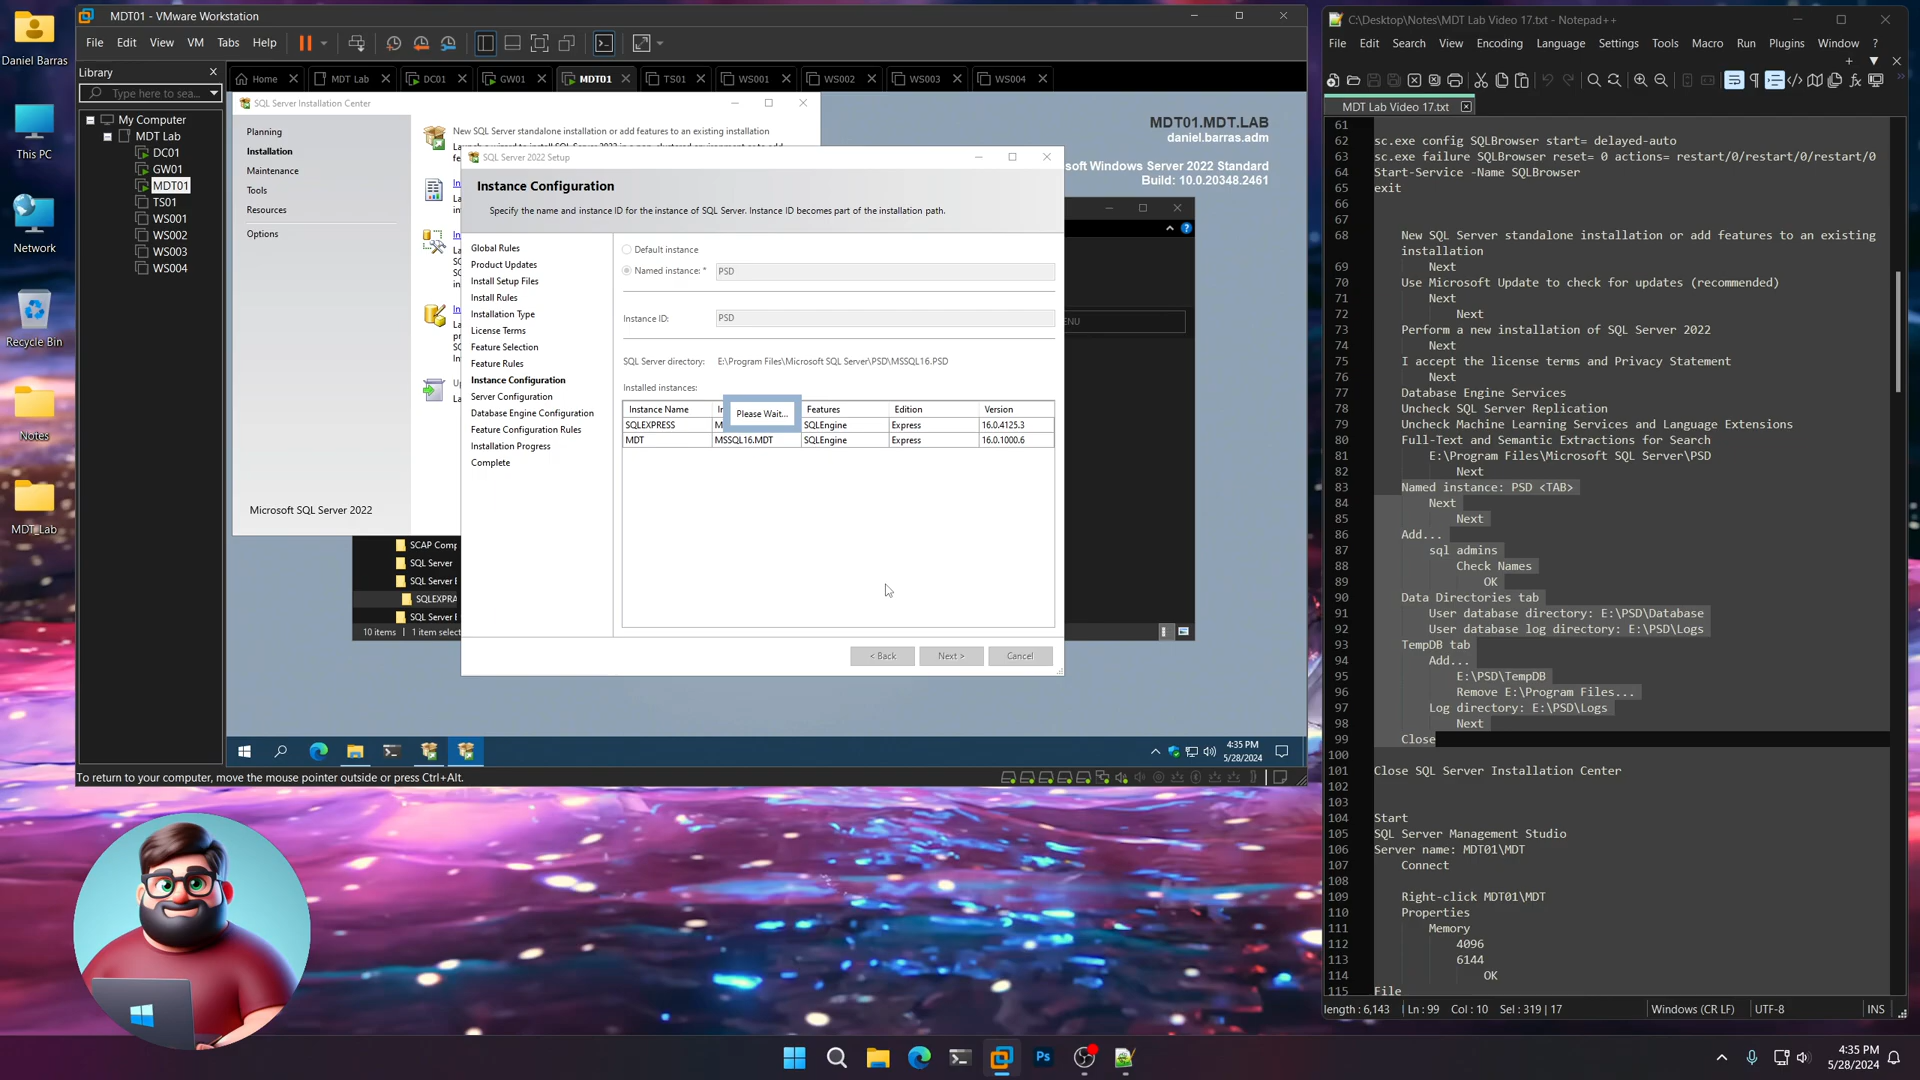 Daniel Barras
This PC
Network
Recycle Bin
Notes
MDT_Lab
MDT01 - VMware Workstation
File Edit View VM Tabs Help
Library
Type here to sea...
My Computer
MDT Lab
DC01
GW01
MDT01
TS01
WS001
WS002
WS003
WS004
Home MDT Lab DC01 GW01 MDT01 TS01 WS001 WS002 WS003 WS004
SQL Server Installation Center
Planning
Installation
Maintenance
Tools
Resources
Options
Microsoft SQL Server 2022
New SQL Server standalone installation or add features to an existing installation
MDT01.MDT.LAB
daniel.barras.adm
soft Windows Server 2022 Standard
Build: 10.0.20348.2461
SQL Server 2022 Setup
Instance Configuration
Specify the name and instance ID for the instance of SQL Server. Instance ID becomes part of the installation path.
Global Rules
Product Updates
Install Setup Files
Install Rules
Installation Type
License Terms
Feature Selection
Feature Rules
Instance Configuration
Server Configuration
Database Engine Configuration
Feature Configuration Rules
Installation Progress
Complete
Default instance
Named instance: * PSD
Instance ID: PSD
SQL Server directory: E:\Program Files\Microsoft SQL Server\PSD\MSSQL16.PSD
Installed instances:
Instance Name Features Edition Version
SQLEXPRESS SQLEngine Express 16.0.4125.3
MDT MSSQL16.MDT SQLEngine Express 16.0.1000.6
Please Wait...
< Back Next > Cancel
ENU
SCAP Comp
SQL Server
SQL Server E
SQLEXPRA
SQL Server E
10 items 1 item select
4:35 PM
5/28/2024
To return to your computer, move the mouse pointer outside or press Ctrl+Alt.
C:\Desktop\Notes\MDT Lab Video 17.txt - Notepad++
File Edit Search View Encoding Language Settings Tools Macro Run Plugins Window ?
MDT Lab Video 17.txt
61
62 sc.exe config SQLBrowser start= delayed-auto
63 sc.exe failure SQLBrowser reset= 0 actions= restart/0/restart/0/restart/0
64 Start-Service -Name SQLBrowser
65 exit
66
67
68 New SQL Server standalone installation or add features to an existing
installation
69 Next
70 Use Microsoft Update to check for updates (recommended)
71 Next
72 Next
73 Perform a new installation of SQL Server 2022
74 Next
75 I accept the license terms and Privacy Statement
76 Next
77 Database Engine Services
78 Uncheck SQL Server Replication
79 Uncheck Machine Learning Services and Language Extensions
80 Full-Text and Semantic Extractions for Search
81 E:\Program Files\Microsoft SQL Server\PSD
82 Next
83 Named instance: PSD <TAB>
84 Next
85 Next
86 Add...
87 sql admins
88 Check Names
89 OK
90 Data Directories tab
91 User database directory: E:\PSD\Database
92 User database log directory: E:\PSD\Logs
93 TempDB tab
94 Add...
95 E:\PSD\TempDB
96 Remove E:\Program Files...
97 Log directory: E:\PSD\Logs
98 Next
99 Close
100
101 Close SQL Server Installation Center
102
103
104 Start
105 SQL Server Management Studio
106 Server name: MDT01\MDT
107 Connect
108
109 Right-click MDT01\MDT
110 Properties
111 Memory
112 4096
113 6144
114 OK
115 File
length : 6,143 Ln : 99 Col : 10 Sel : 319 | 17 Windows (CR LF) UTF-8 INS
Ps
4:35 PM
5/28/2024